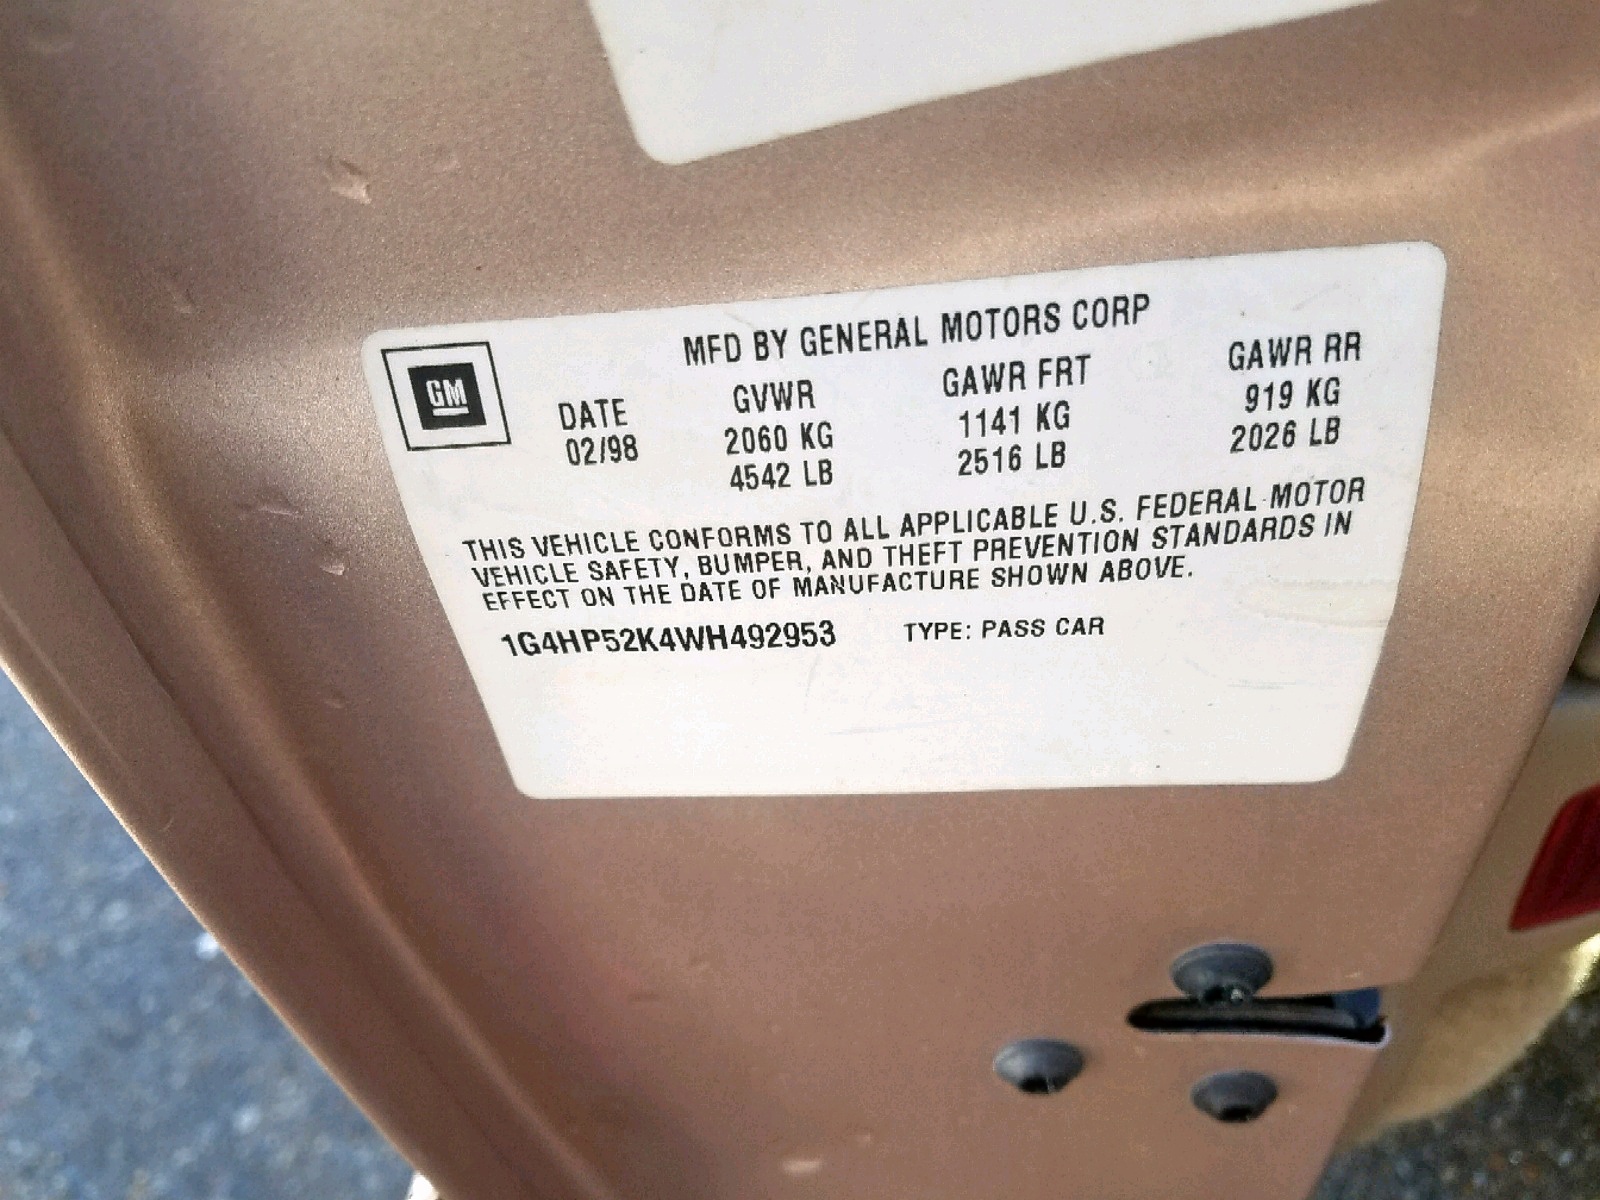 MFD BY GENERAL MOTORS CORP
GM
DATE GVWR GAWR FRT GAWR RR
02/98 2060 KG 1141 KG 919 KG
4542 LB 2516 LB 2026 LB
THIS VEHICLE CONFORMS TO ALL APPLICABLE U.S. FEDERAL MOTOR
VEHICLE SAFETY, BUMPER, AND THEFT PREVENTION STANDARDS IN
EFFECT ON THE DATE OF MANUFACTURE SHOWN ABOVE.
1G4HP52K4WH492953 TYPE: PASS CAR